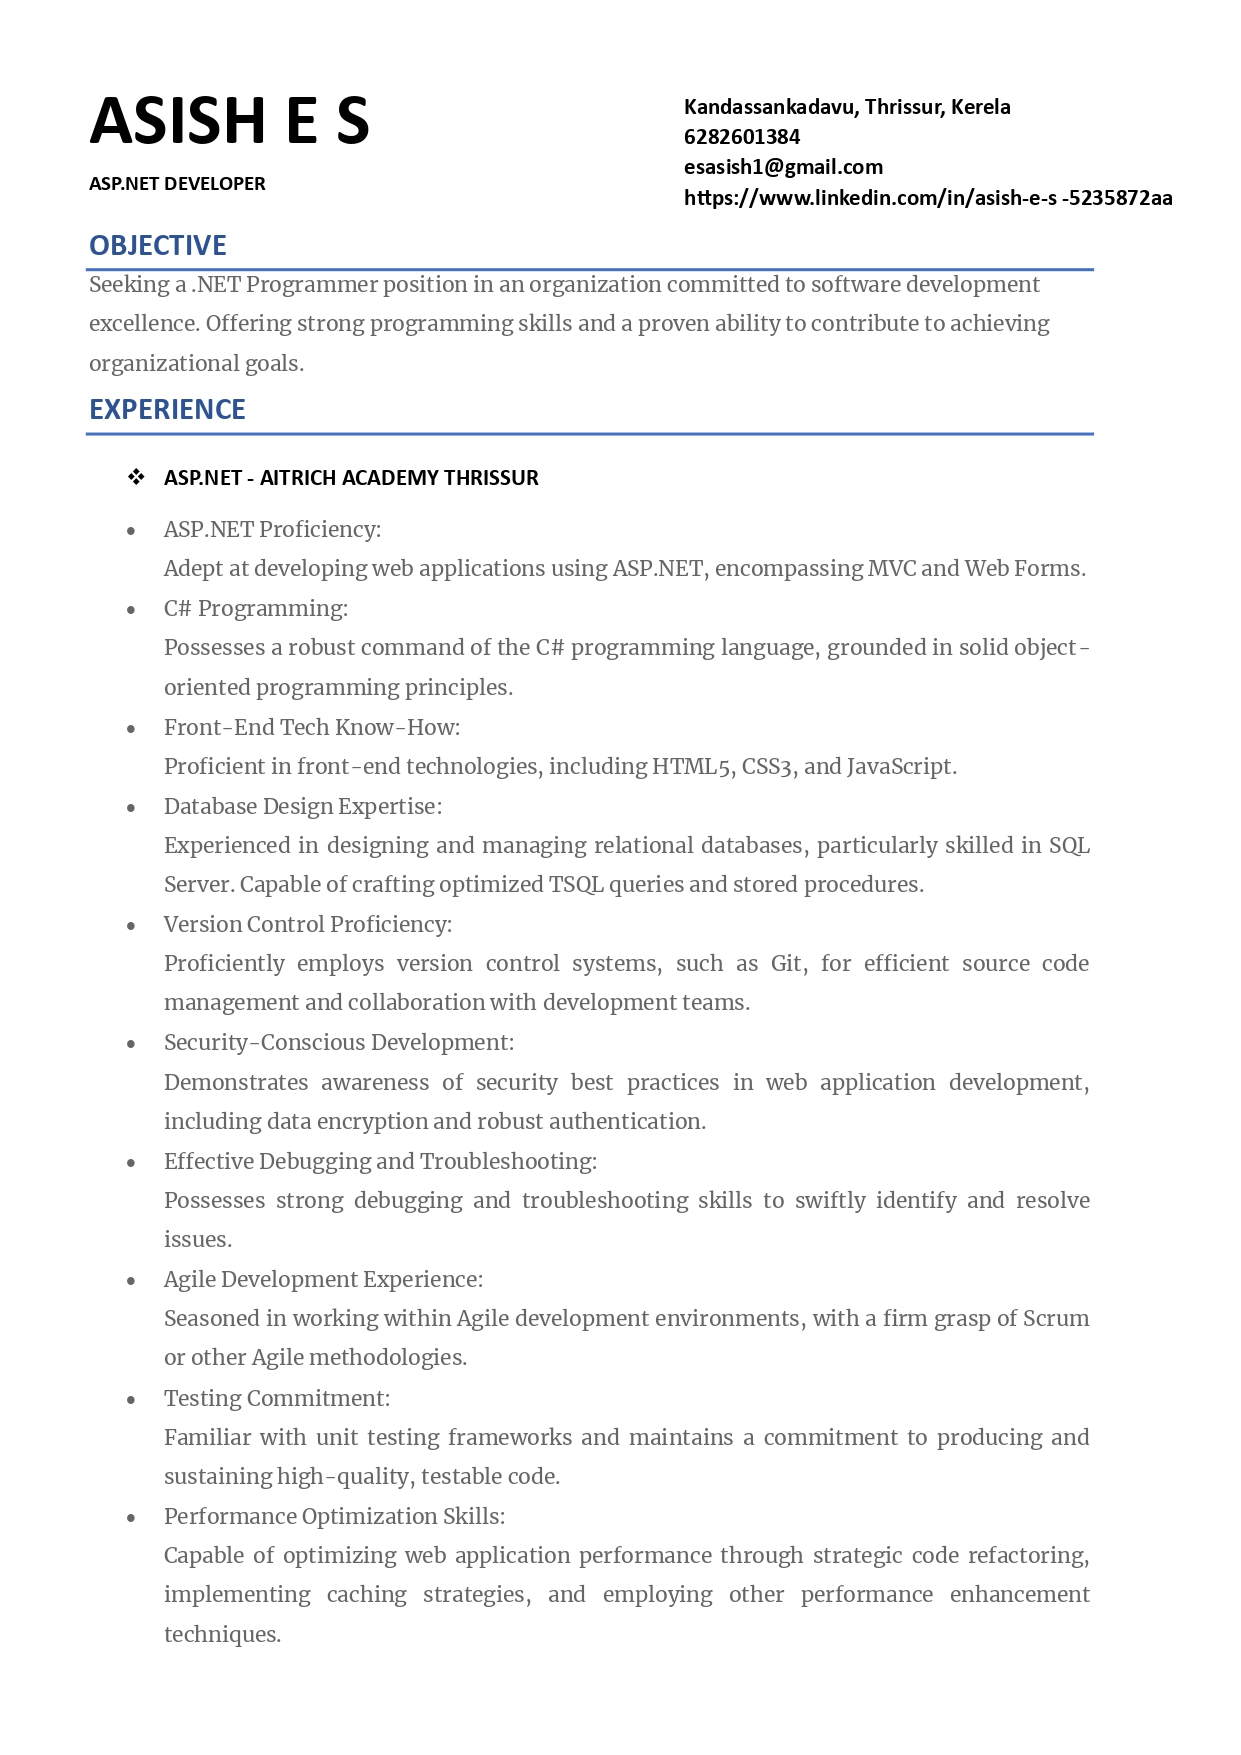 ASISH E S
ASP.NET DEVELOPER
Kandassankadavu, Thrissur, Kerela
6282601384
esasish1@gmail.com
https://www.linkedin.com/in/asish-e-s -5235872aa
OBJECTIVE
Seeking a .NET Programmer position in an organization committed to software development
excellence. Offering strong programming skills and a proven ability to contribute to achieving
organizational goals.
EXPERIENCE
❖ ASP.NET - AITRICH ACADEMY THRISSUR
• ASP.NET Proficiency:
Adept at developing web applications using ASP.NET, encompassing MVC and Web Forms.
• C# Programming:
Possesses a robust command of the C# programming language, grounded in solid object-
oriented programming principles.
• Front-End Tech Know-How:
Proficient in front-end technologies, including HTML5, CSS3, and JavaScript.
• Database Design Expertise:
Experienced in designing and managing relational databases, particularly skilled in SQL
Server. Capable of crafting optimized TSQL queries and stored procedures.
• Version Control Proficiency:
Proficiently employs version control systems, such as Git, for efficient source code
management and collaboration with development teams.
• Security-Conscious Development:
Demonstrates awareness of security best practices in web application development,
including data encryption and robust authentication.
• Effective Debugging and Troubleshooting:
Possesses strong debugging and troubleshooting skills to swiftly identify and resolve
issues.
• Agile Development Experience:
Seasoned in working within Agile development environments, with a firm grasp of Scrum
or other Agile methodologies.
• Testing Commitment:
Familiar with unit testing frameworks and maintains a commitment to producing and
sustaining high-quality, testable code.
• Performance Optimization Skills:
Capable of optimizing web application performance through strategic code refactoring,
implementing caching strategies, and employing other performance enhancement
techniques.